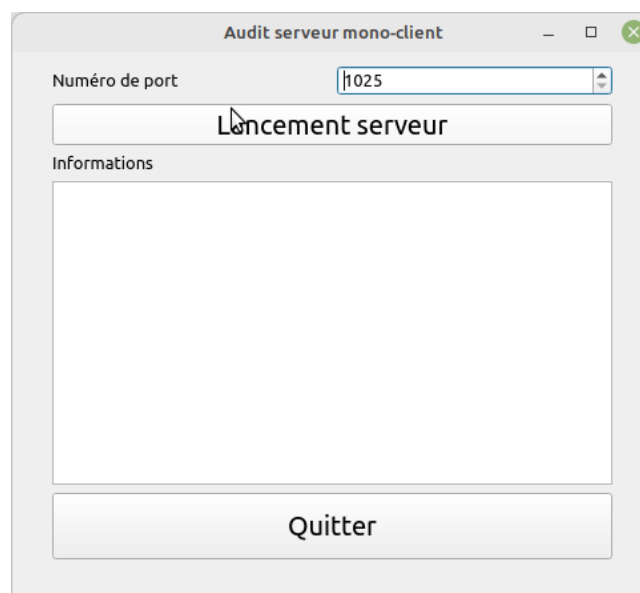 Audit serveur mono-client
Numéro de port 1025
Lancement serveur
Informations
Quitter